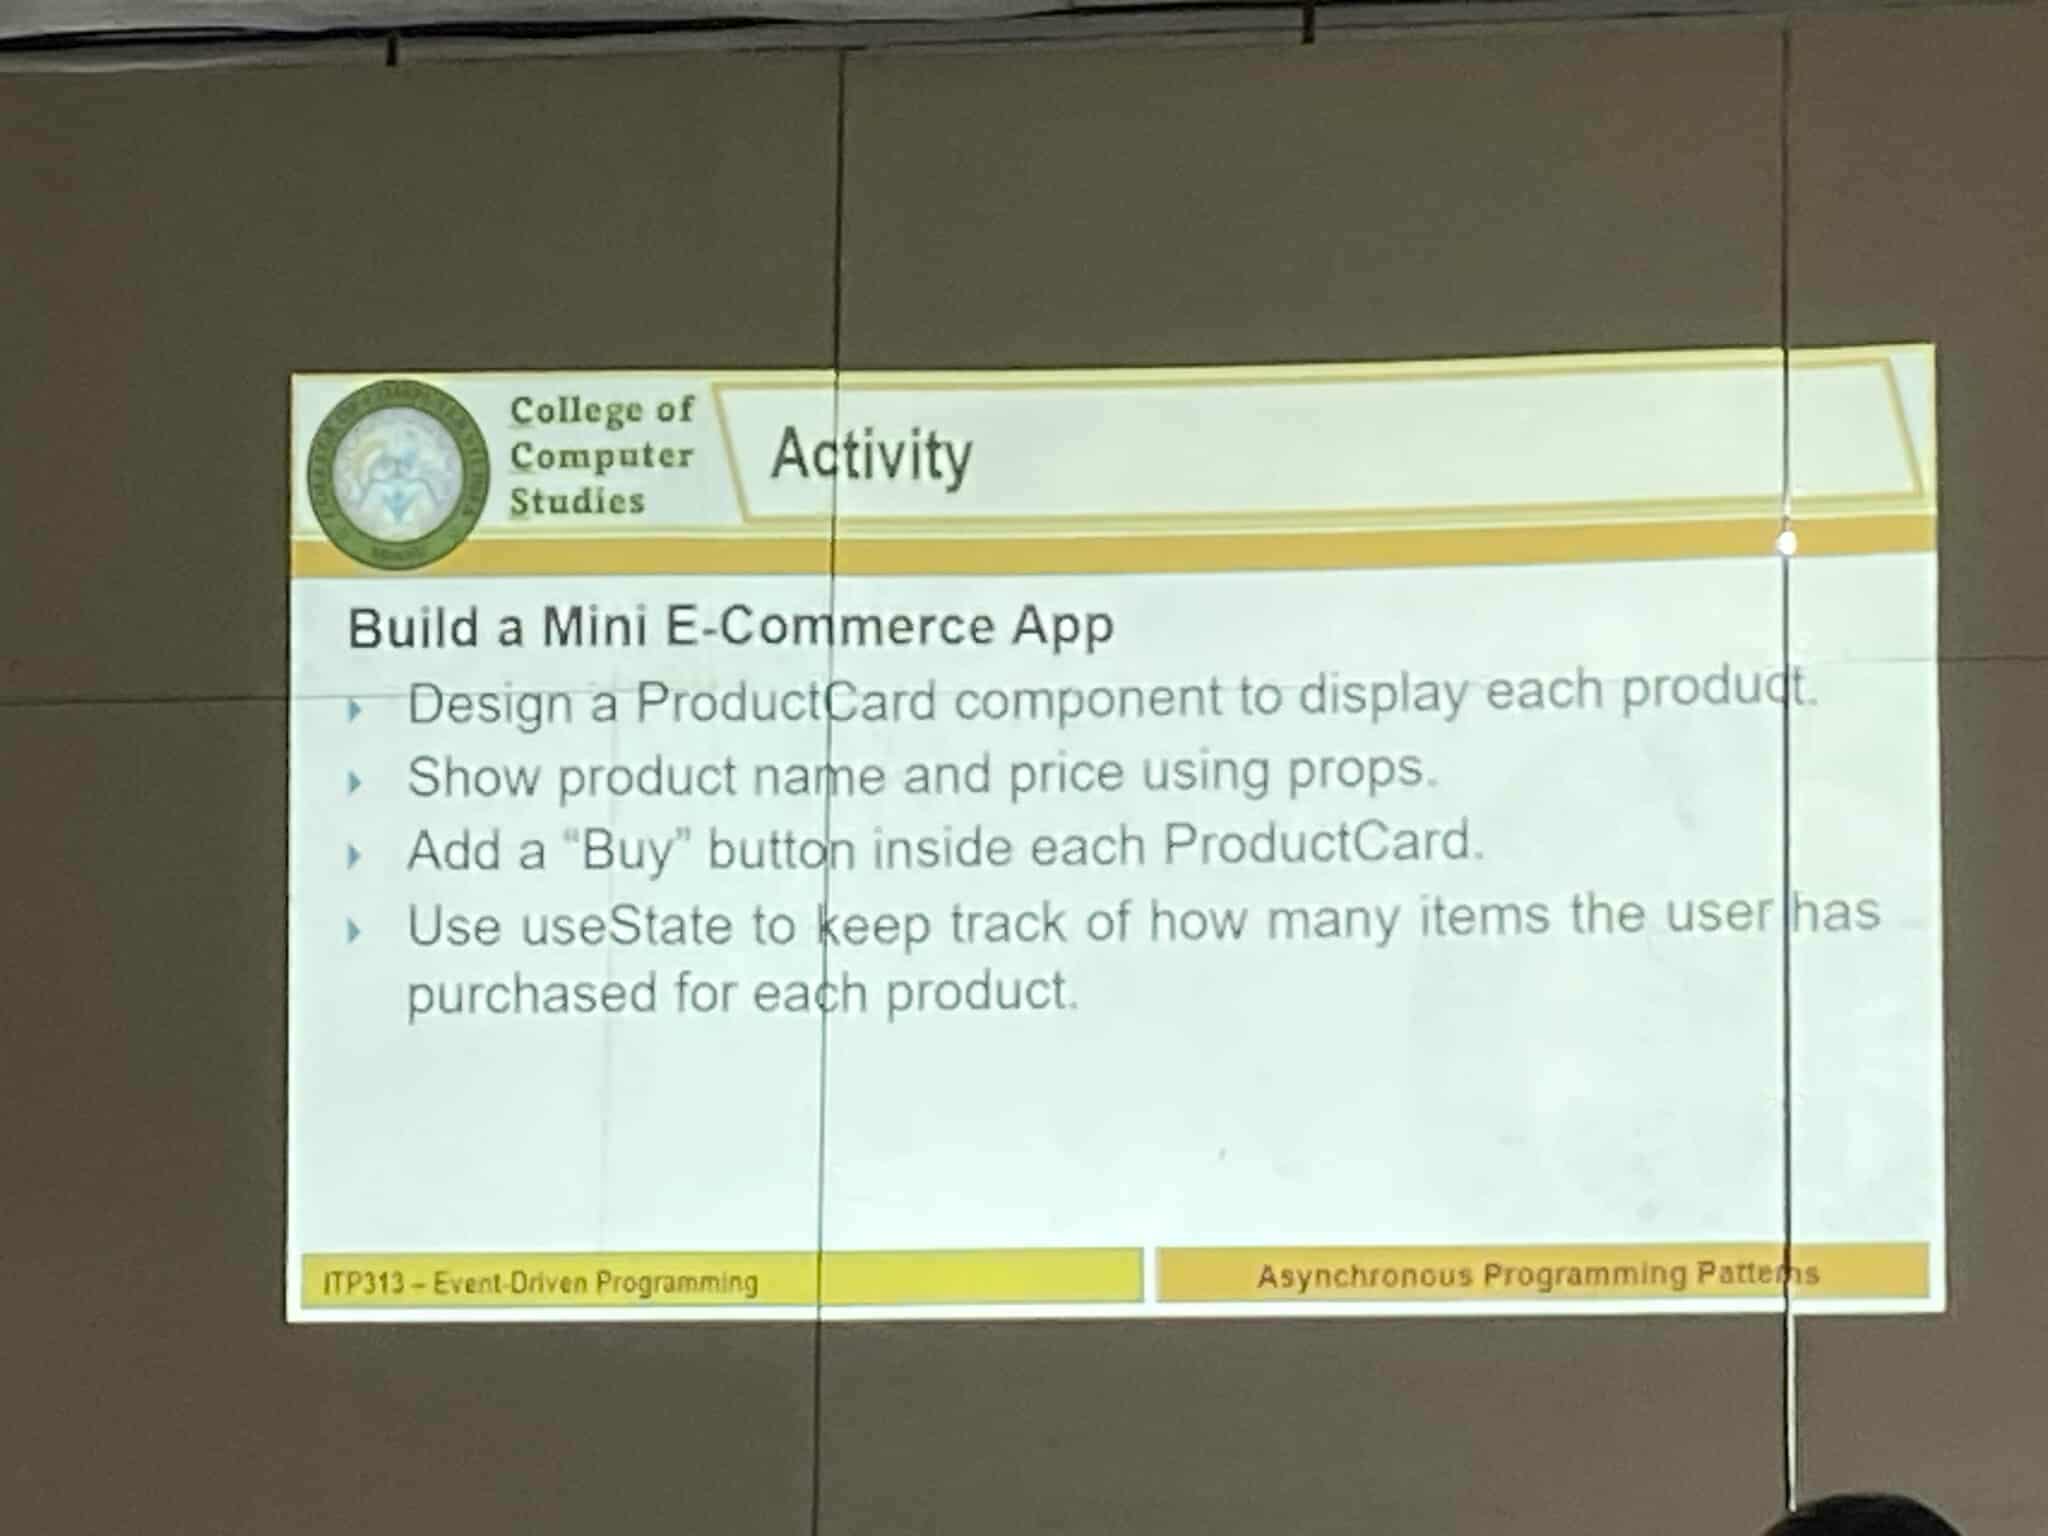 College of
Computer
Studies
Activity
Build a Mini E-Commerce App
Design a ProductCard component to display each product.
Show product name and price using props.
Add a “Buy” button inside each ProductCard.
Use useState to keep track of how many items the user has
purchased for each product.
ITP313 – Event-Driven Programming
Asynchronous Programming Patterns